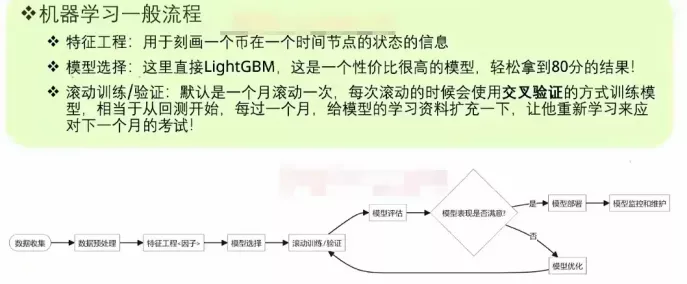 ❖机器学习一般流程
❖ 特征工程：用于刻画一个币在一个时间节点的状态的信息
❖ 模型选择：这里直接LightGBM，这是一个性价比很高的模型，轻松拿到80分的结果！
❖ 滚动训练/验证：默认是一个月滚动一次，每次滚动的时候会使用交叉验证的方式训练模
型，相当于从回测开始，每过一个月，给模型的学习资料扩充一下，让他重新学习来应
对下一个月的考试！
数据收集
数据预处理
特征工程<因子>
模型选择
滚动训练/验证
模型评估
模型表现是否满意？
是
模型部署
模型监控和维护
否
模型优化